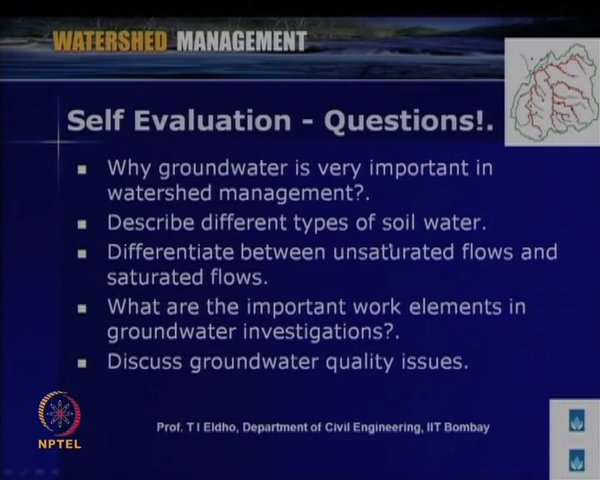 WATERSHED MANAGEMENT
Self Evaluation - Questions!.
Why groundwater is very important in
watershed management?.
Describe different types of soil water.
Differentiate between unsaturated flows and
saturated flows.
What are the important work elements in
groundwater investigations?.
Discuss groundwater quality issues.
Prof. T I Eldho, Department of Civil Engineering, IIT Bombay
NPTEL